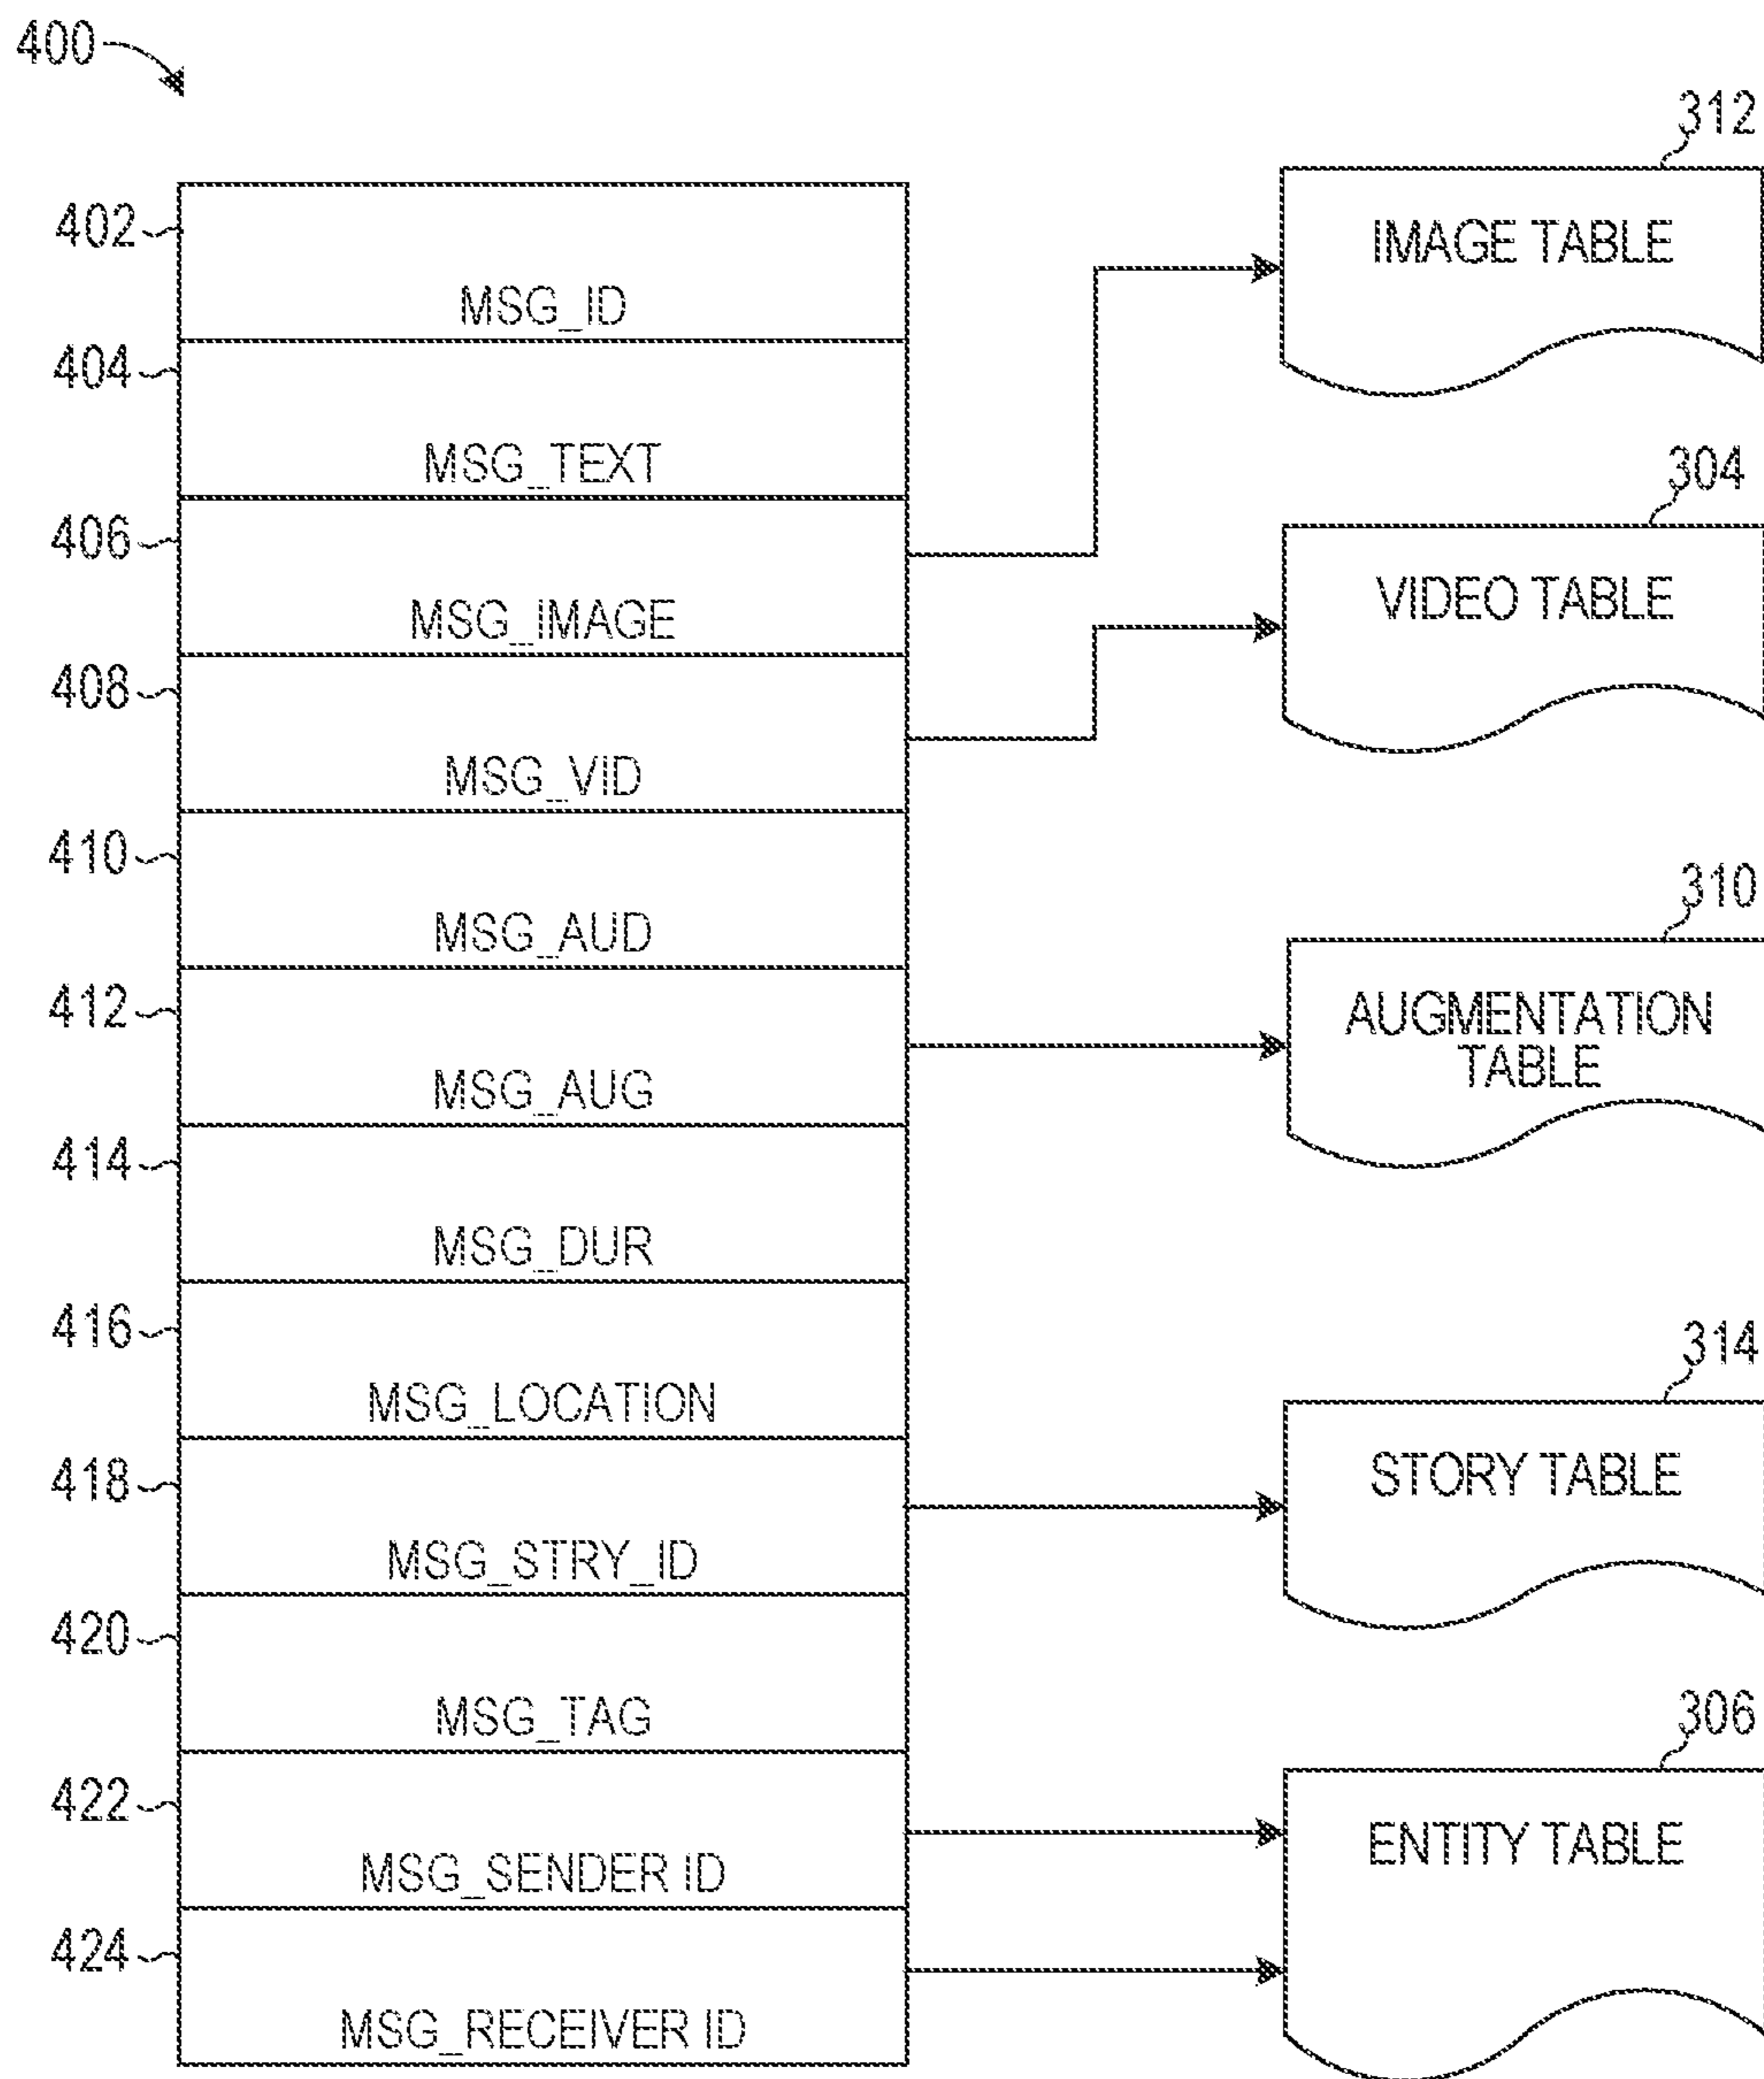 400
402
MSG_ID
404
MSG_TEXT
406
MSG_IMAGE
408
MSG_VID
410
MSG_AUD
412
MSG_AUG
414
MSG_DUR
416
MSG_LOCATION
418
MSG_STRY_ID
420
MSG_TAG
422
MSG_SENDER ID
424
MSG_RECEIVER ID
312
IMAGE TABLE
304
VIDEO TABLE
310
AUGMENTATION
TABLE
314
STORY TABLE
306
ENTITY TABLE